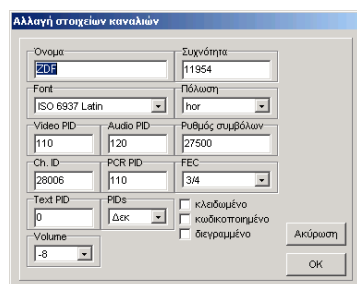 Αλλαγή στοιχείων καναλιών
Όνομα Συχνότητα
ZDF 11954
Font Πόλωση
ISO 6937 Latin hor
Video PID Audio PID Ρυθμός συμβόλων
110 120 27500
Ch. ID PCR PID FEC
28006 110 3/4
Text PID PIDs κλειδωμένο
0 Δεκ κωδικοποιημένο
Volume διεγραμμένο Ακύρωση
-8 OK